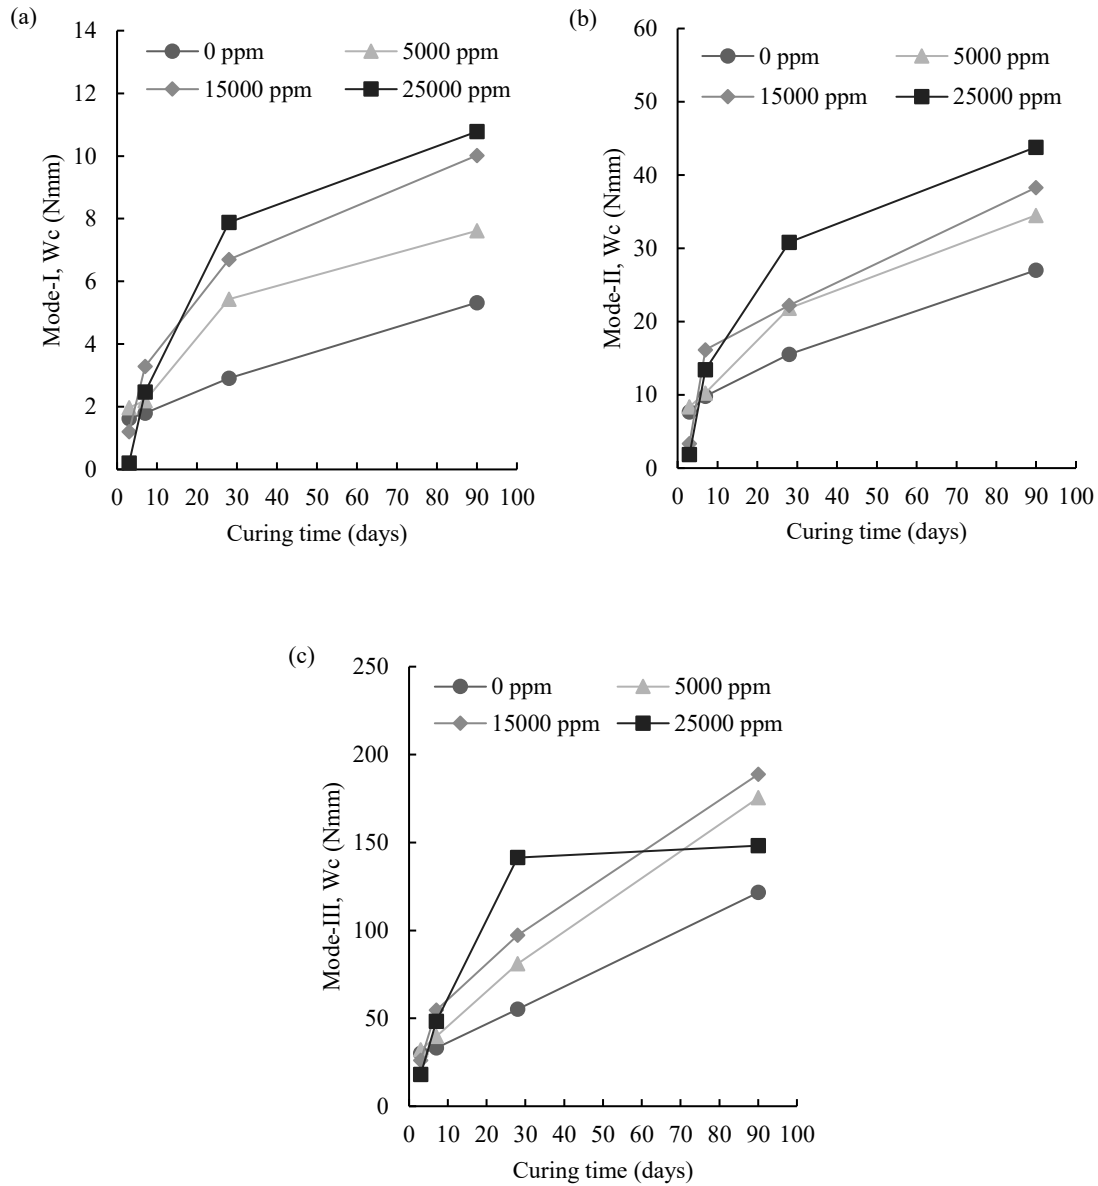 (a)
14
12
10
8
6
4
2
0
Mode-I, Wc (Nmm)
0 ppm 5000 ppm
15000 ppm 25000 ppm
0 10 20 30 40 50 60 70 80 90 100
Curing time (days)
(b)
60
50
40
30
20
10
0
Mode-II, Wc (Nmm)
0 ppm 5000 ppm
15000 ppm 25000 ppm
0 10 20 30 40 50 60 70 80 90 100
Curing time (days)
(c)
250
200
150
100
50
0
Mode-III, Wc (Nmm)
0 ppm 5000 ppm
15000 ppm 25000 ppm
0 10 20 30 40 50 60 70 80 90 100
Curing time (days)